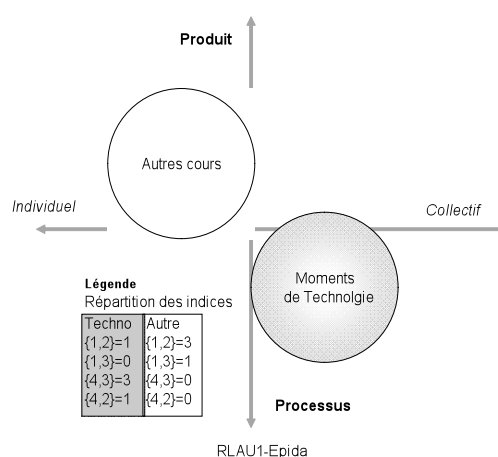 Produit
Autres cours
Individuel
Collectif
Moments
de Technolgie
Légende
Répartition des indices
Techno Autre
{1,2}=1 {1,2}=3
{1,3}=0 {1,3}=1
{4,3}=3 {4,3}=0
{4,2}=1 {4,2}=0
Processus
RLAU1-Epida